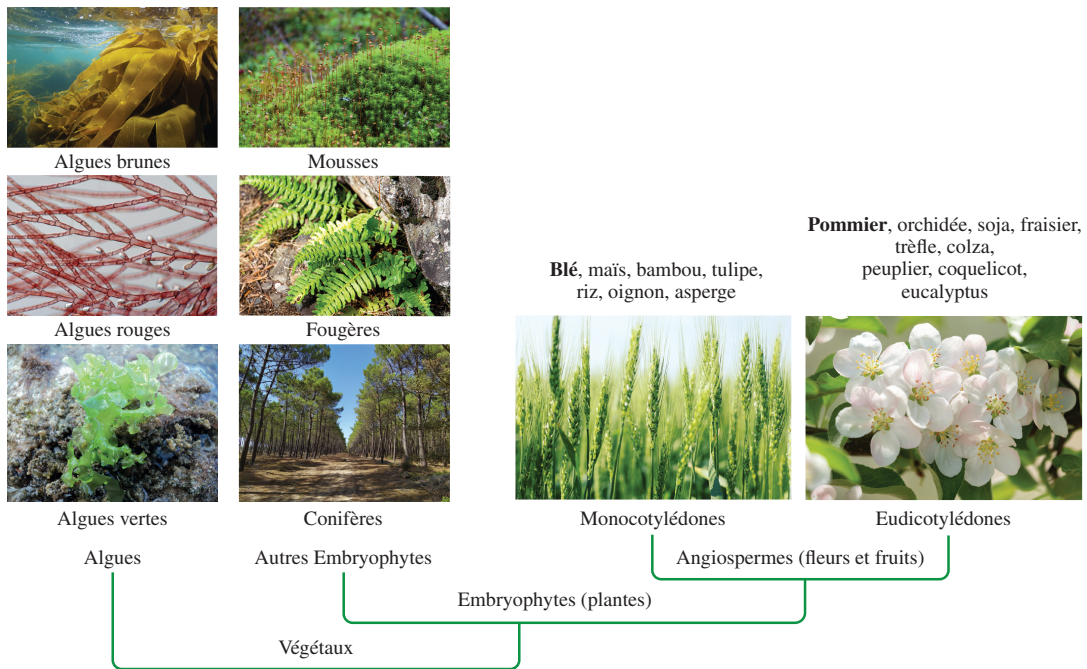 Algues brunes
Mousses
Algues rouges
Fougères
Blé, maïs, bambou, tulipe,
riz, oignon, asperge
Pommier, orchidée, soja, fraisier,
trèfle, colza,
peuplier, coquelicot,
eucalyptus
Algues vertes
Conifères
Monocotylédones
Eudicotylédones
Algues
Autres Embryophytes
Angiospermes (fleurs et fruits)
Embryophytes (plantes)
Végétaux